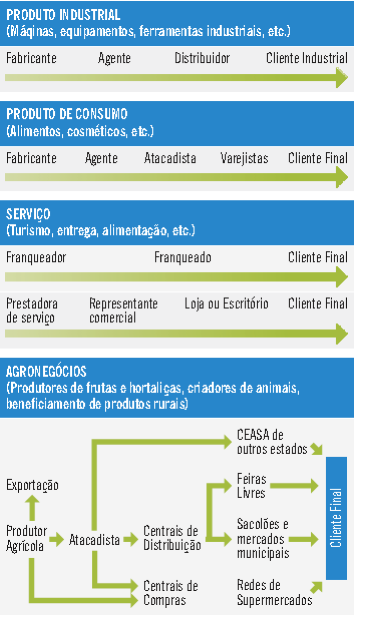 PRODUTO INDUSTRIAL
(Máqinas, equipamentos, ferramentas industriais, etc.)
Fabricante Agente Distribuidor Cliente Industrial
PRODUTO DE CONSUMO
(Alimentos, cosméticos, etc.)
Fabricante Agente Atacadista Varejistas Cliente Final
SERVIÇO
(Turismo, entrega, alimentação, etc.)
Franqueador Franqueado Cliente Final
Prestadora Representante Loja ou Escritório Cliente Final
de serviço comercial
AGRONEGÓCIOS
(Produtores de frutas e hortaliças, criadores de animais,
beneficiamento de produtos rurais)
CEASA de
outros estados
Exportação
Feiras
Livres
Produtor
Agrícola
Atacadista
Centrais de
Distribuição
Sacolões e
mercados
municipais
Centrais de
Compras
Redes de
Supermercados
Cliente Final